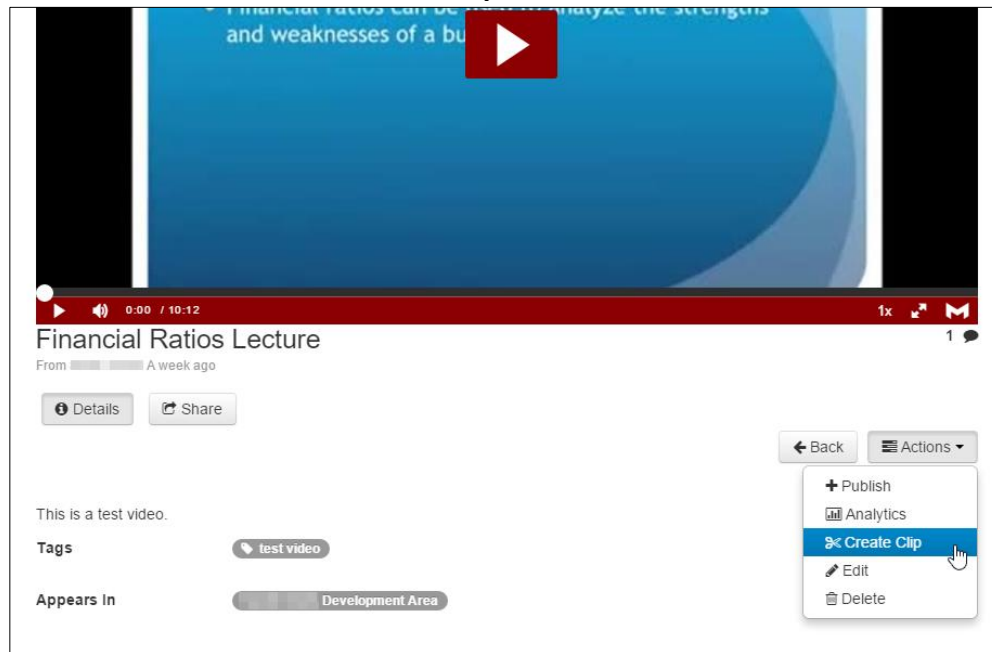 and weaknesses of a bu
0:00 / 10:12
1x
Financial Ratios Lecture
1
From
A week ago
Details
Share
Back
Actions
Publish
Analytics
Create Clip
Edit
Delete
This is a test video.
Tags
test video
Appears In
Development Area